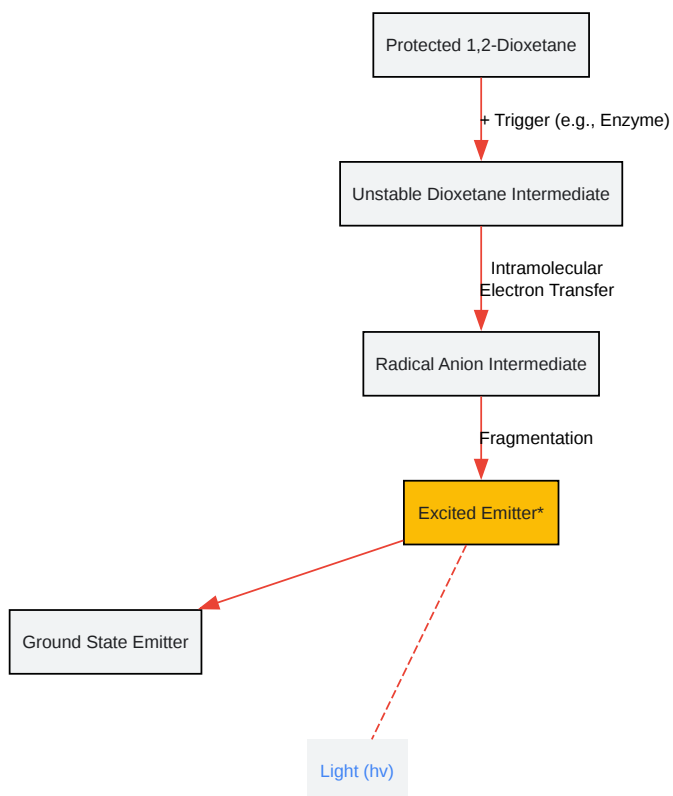 Protected 1,2-Dioxetane
+ Trigger (e.g., Enzyme)
Unstable Dioxetane Intermediate
Intramolecular
Electron Transfer
Radical Anion Intermediate
Fragmentation
Excited Emitter*
Ground State Emitter
Light (hv)